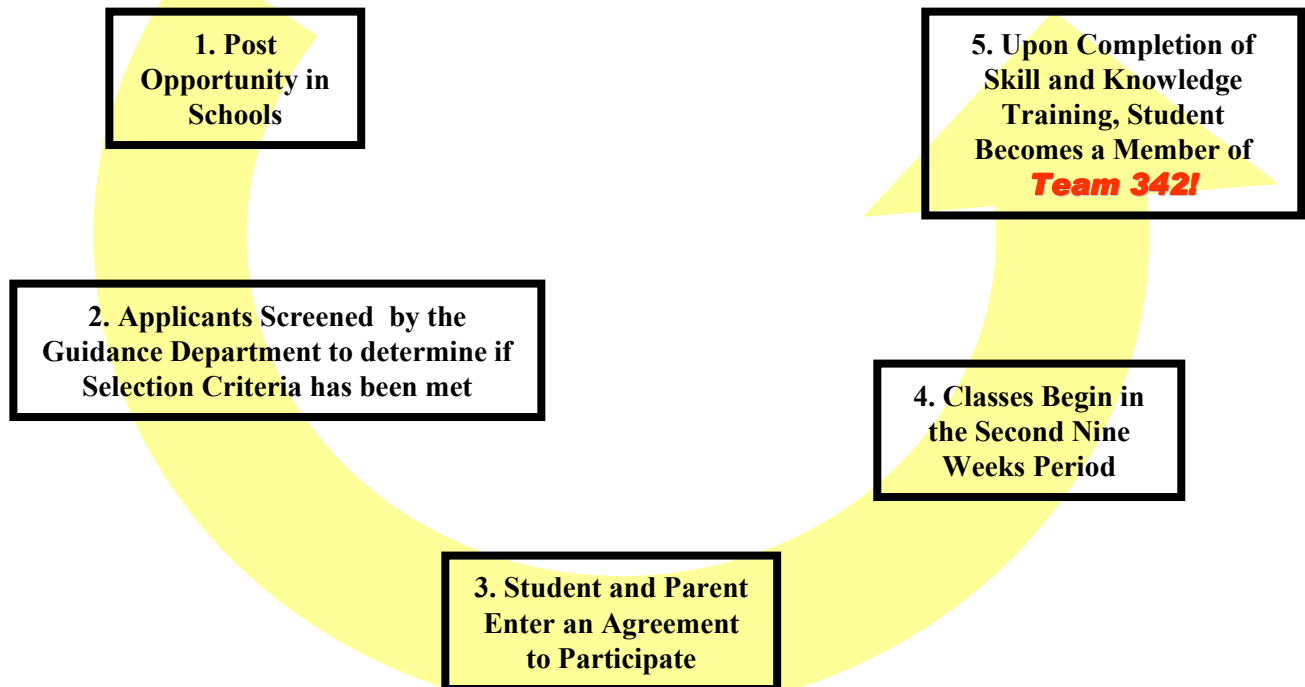 1. Post
Opportunity in
Schools
2. Applicants Screened  by the
Guidance Department to determine if
Selection Criteria has been met
3. Student and Parent
Enter an Agreement
to Participate
4. Classes Begin in
the Second Nine
Weeks Period
5. Upon Completion of
Skill and Knowledge
Training, Student
Becomes a Member of
Team 342!